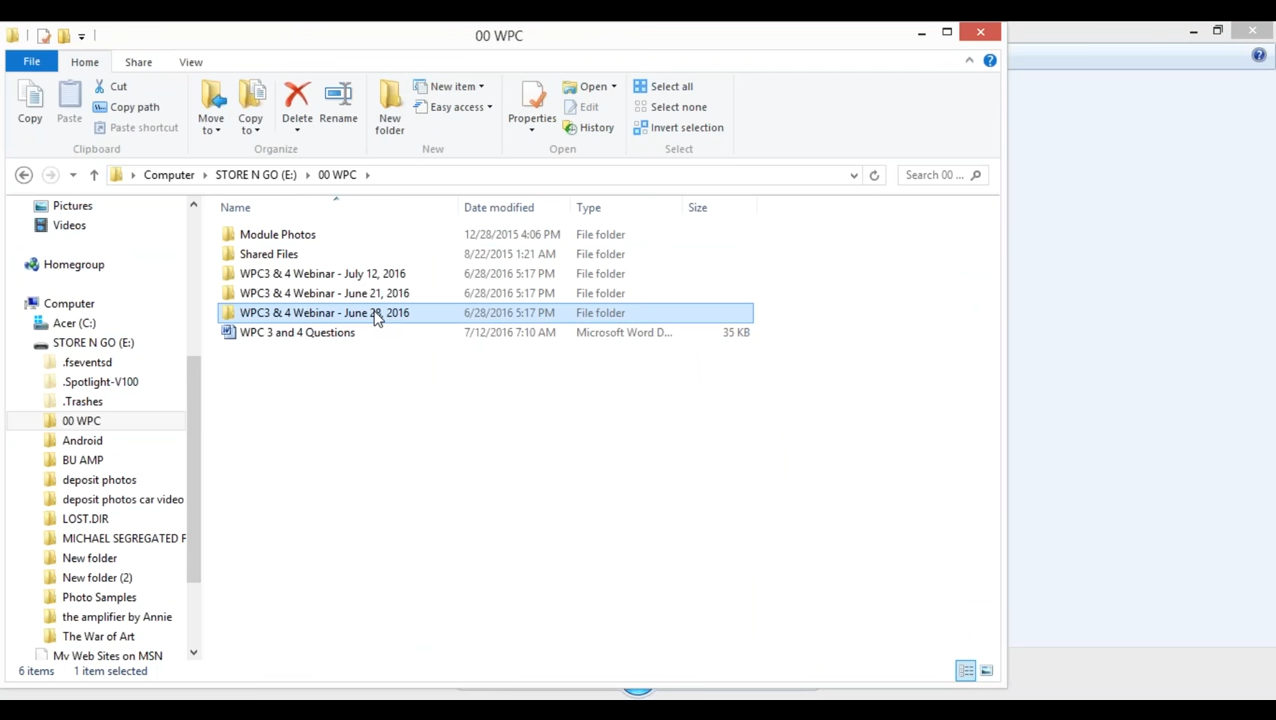 00 WPC
File Home Share View
Copy Paste Cut Copy path Paste shortcut Move to Copy to Delete Rename New folder New item Easy access Properties Open Edit History Select all Select none Invert selection
Clipboard Organize New Open Select
Computer STORE N GO (E:) 00 WPC Search 00 ...
Name Date modified Type Size
Pictures
Videos
Homegroup
Computer
Acer (C:)
STORE N GO (E:)
.fseventsd
.Spotlight-V100
.Trashes
00 WPC
Android
BU AMP
deposit photos
deposit photos car video
LOST.DIR
MICHAEL SEGREGATED F
New folder
New folder (2)
Photo Samples
the amplifier by Annie
The War of Art
My Web Sites on MSN
Module Photos 12/28/2015 4:06 PM File folder
Shared Files 8/22/2015 1:21 AM File folder
WPC3 & 4 Webinar - July 12, 2016 6/28/2016 5:17 PM File folder
WPC3 & 4 Webinar - June 21, 2016 6/28/2016 5:17 PM File folder
WPC3 & 4 Webinar - June 28, 2016 6/28/2016 5:17 PM File folder
WPC 3 and 4 Questions 7/12/2016 7:10 AM Microsoft Word D... 35 KB
6 items 1 item selected